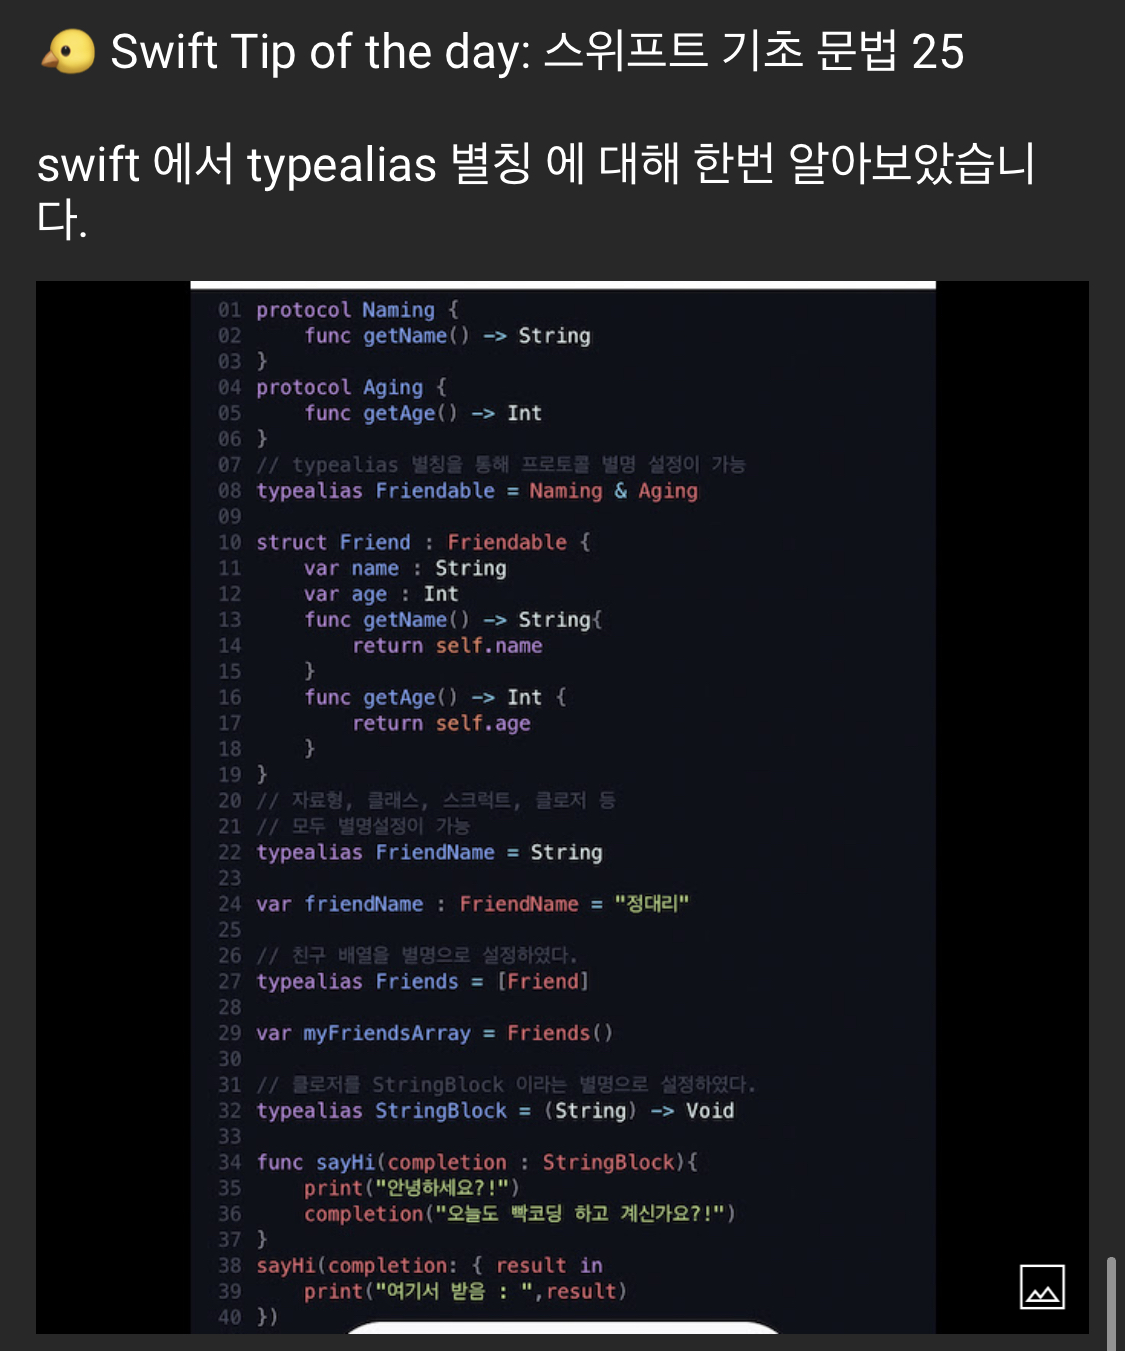 🐤 Swift Tip of the day: 스위프트 기초 문법 25
swift 에서 typealias 별칭 에 대해 한번 알아보았습니
다.
01 protocol Naming {
02     func getName() -> String
03 }
04 protocol Aging {
05     func getAge() -> Int
06 }
07 // typealias 별칭을 통해 프로토콜 별명 설정이 가능
08 typealias Friendable = Naming & Aging
09
10 struct Friend : Friendable {
11     var name : String
12     var age : Int
13     func getName() -> String{
14         return self.name
15     }
16     func getAge() -> Int {
17         return self.age
18     }
19 }
20 // 자료형, 클래스, 스크럭트, 클로저 등
21 // 모두 별명설정이 가능
22 typealias FriendName = String
23
24 var friendName : FriendName = "정대리"
25
26 // 친구 배열을 별명으로 설정하였다.
27 typealias Friends = [Friend]
28
29 var myFriendsArray = Friends()
30
31 // 클로저를 StringBlock 이라는 별명으로 설정하였다.
32 typealias StringBlock = (String) -> Void
33
34 func sayHi(completion : StringBlock){
35     print("안녕하세요?!")
36     completion("오늘도 빡코딩 하고 계신가요?!")
37 }
38 sayHi(completion: { result in
39     print("여기서 받음 : ",result)
40 })